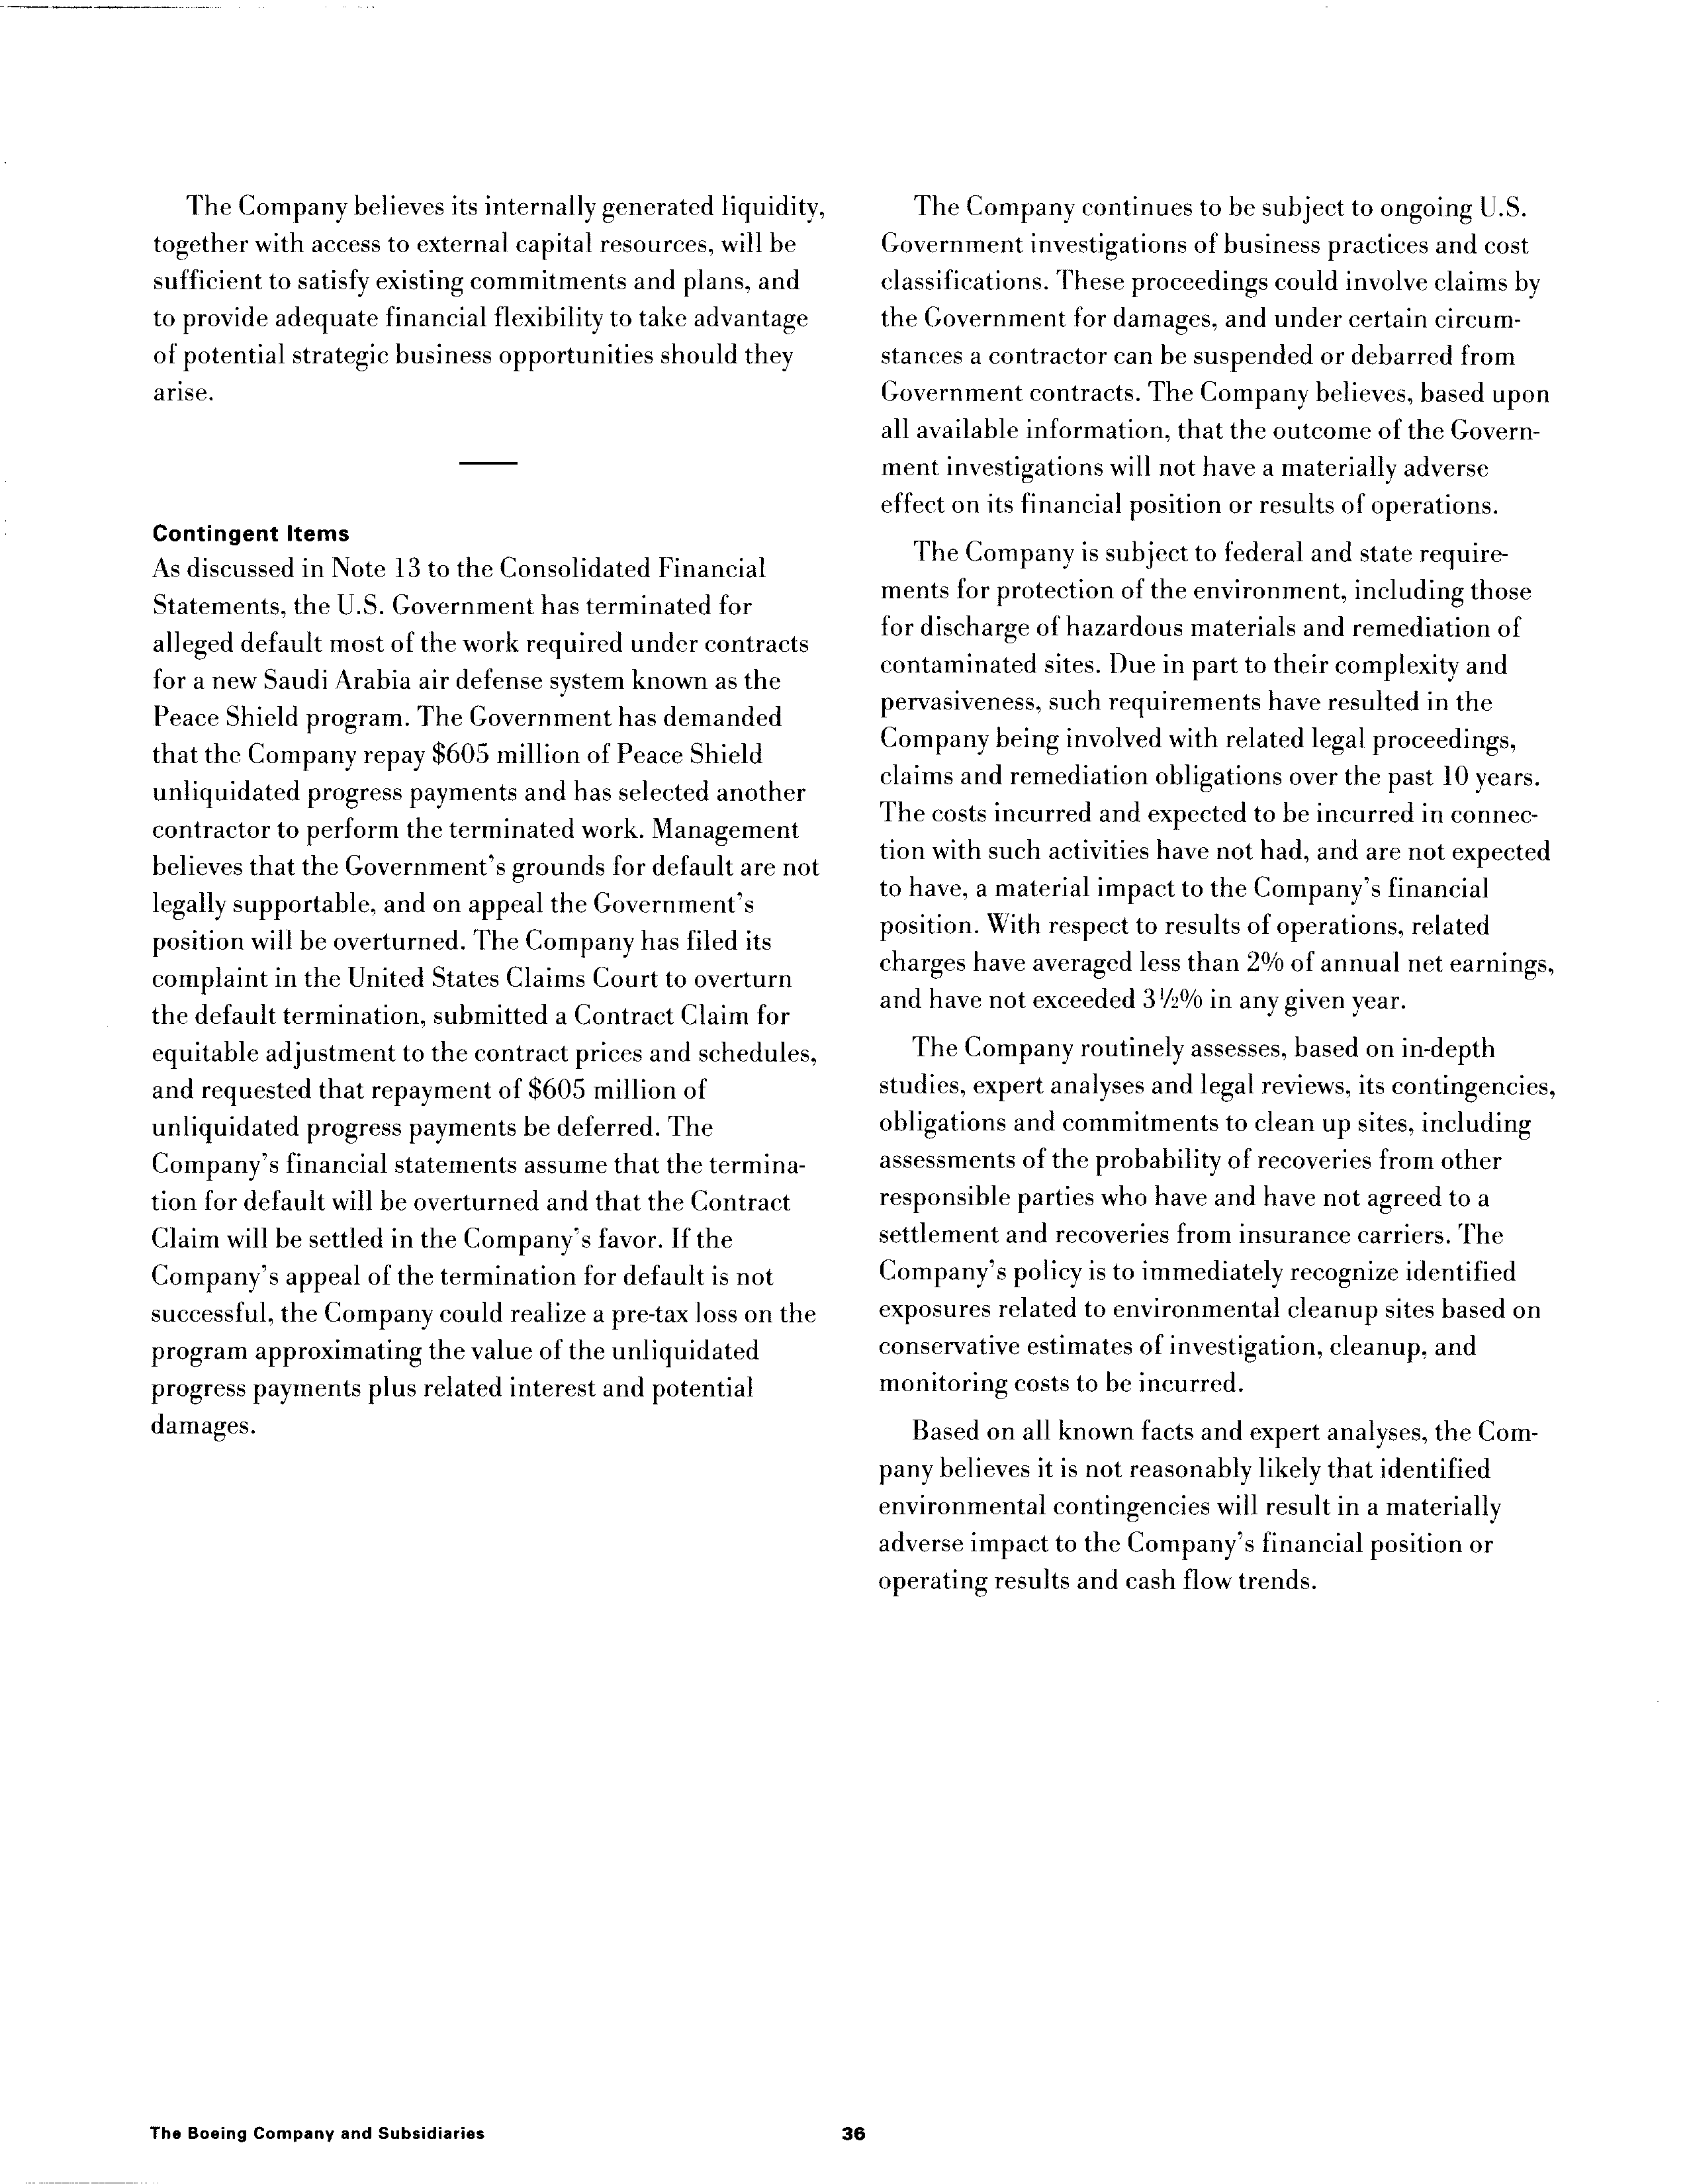 The Company believes its internally generated liquidity,
together with access to external capital resources, will be
sufficient to satisfy existing commitments and plans, and
to provide adequate financial flexibility to take advantage
of potential strategic business opportunities should they
arise.
Contingent Items
As discussed in Note 13 to the Consolidated Financial
Statements, the U.S. Government has terminated for
alleged default most of the work required under contracts
for a new Saudi Arabia air defense system known as the
Peace Shield program. The Government has demanded
that the Company repay $605 million of Peace Shield
unliquidated progress payments and has selected another
contractor to perform the terminated work. Management
believes that the Government's grounds for default are not
legally supportable, and on appeal the Government's
position will be overturned. The Company has filed its
complaint in the United States Claims Court to overturn
the default termination, submitted a Contract Claim for
equitable adjustment to the contract prices and schedules,
and requested that repayment of $605 million of
unliquidated progress payments be deferred. The
Company's financial statements assume that the termina-
tion for default will be overturned and that the Contract
Claim will be settled in the Company's favor. If the
Company's appeal of the termination for default is not
successful, the Company could realize a pre-tax loss on the
program approximating the value of the unliquidated
progress payments plus related interest and potential
damages.
The Company continues to be subject to ongoing U.S.
Government investigations of business practices and cost
classifications. These proceedings could involve claims by
the Government for damages, and under certain circum-
stances a contractor can be suspended or debarred from
Government contracts. The Company believes, based upon
all available information, that the outcome of the Govern-
ment investigations will not have a materially adverse
effect on its financial position or results of operations.
The Company is subject to federal and state require-
ments for protection of the environment, including those
for discharge of hazardous materials and remediation of
contaminated sites. Due in part to their complexity and
pervasiveness, such requirements have resulted in the
Company being involved with related legal proceedings,
claims and remediation obligations over the past 10 years.
The costs incurred and expected to be incurred in connec-
tion with such activities have not had, and are not expected
to have, a material impact to the Company's financial
position. With respect to results of operations, related
charges have averaged less than 2% of annual net earnings,
and have not exceeded 3½% in any given year.
The Company routinely assesses, based on in-depth
studies, expert analyses and legal reviews, its contingencies,
obligations and commitments to clean up sites, including
assessments of the probability of recoveries from other
responsible parties who have and have not agreed to a
settlement and recoveries from insurance carriers. The
Company's policy is to immediately recognize identified
exposures related to environmental cleanup sites based on
conservative estimates of investigation, cleanup, and
monitoring costs to be incurred.
Based on all known facts and expert analyses, the Com-
pany believes it is not reasonably likely that identified
environmental contingencies will result in a materially
adverse impact to the Company's financial position or
operating results and cash flow trends.
The Boeing Company and Subsidiaries
36